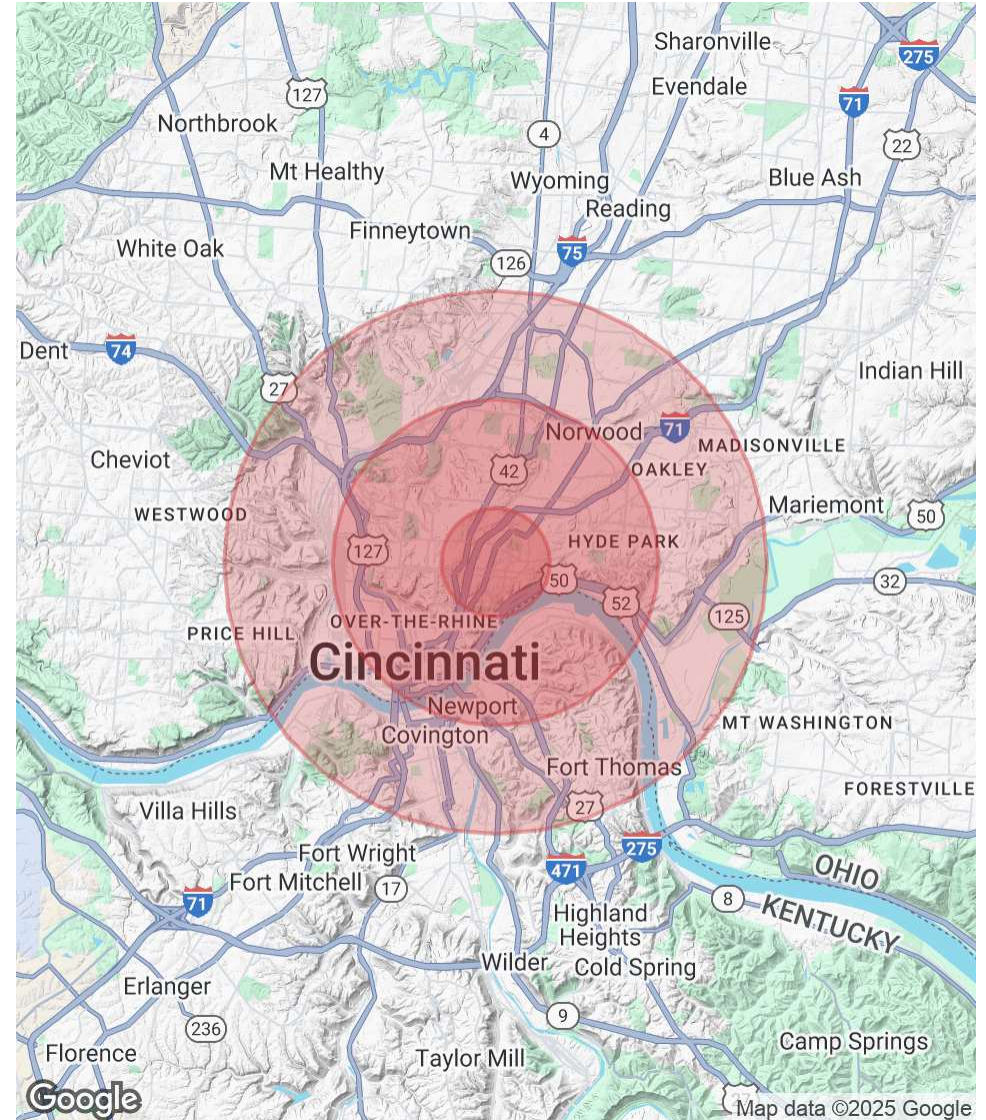 Sharonville
275
Evendale
127
71
Northbrook
4
22
Mt Healthy
Wyoming
Blue Ash
Reading
Finneytown
White Oak
75
126
Dent
74
Indian Hill
27
Norwood
71
MADISONVILLE
Cheviot
42
OAKLEY
Mariemont
WESTWOOD
50
HYDE PARK
127
50
32
52
125
OVER-THE-RHINE
PRICE HILL
Cincinnati
Newport
MT WASHINGTON
Covington
Fort Thomas
FORESTVILLE
27
Villa Hills
275
Fort Wright
471
OHIO
Fort Mitchell
17
71
8
KENTUCKY
Highland
Heights
Wilder
Cold Spring
Erlanger
9
236
Camp Springs
Florence
Taylor Mill
Google
Map data ©2025 Google